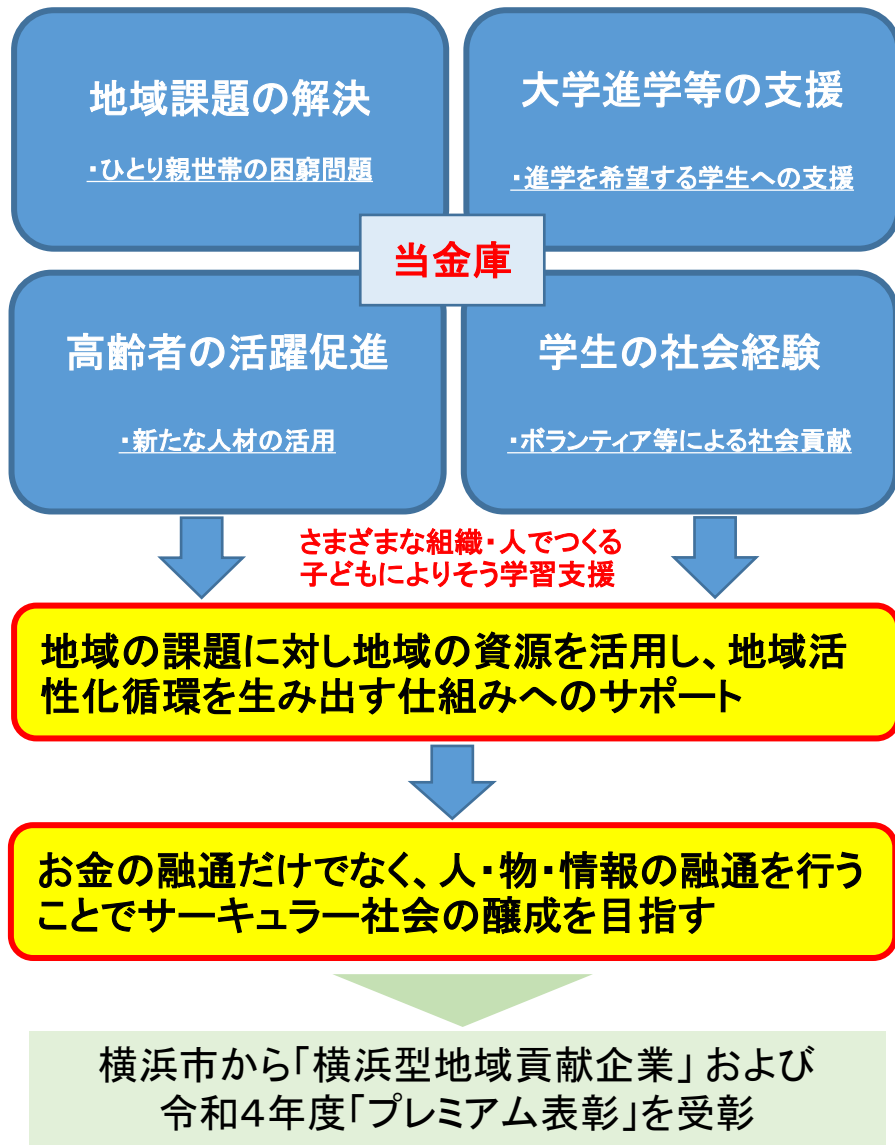 地域課題の解決
・ひとり親世帯の困窮問題
大学進学等の支援
・進学を希望する学生への支援
当金庫
高齢者の活躍促進
・新たな人材の活用
学生の社会経験
・ボランティア等による社会貢献
さまざまな組織・人でつくる
子どもによりそう学習支援
地域の課題に対し地域の資源を活用し、地域活
性化循環を生み出す仕組みへのサポート
お金の融通だけでなく、人・物・情報の融通を行う
ことでサーキュラー社会の醸成を目指す
横浜市から「横浜型地域貢献企業」および
令和４年度「プレミアム表彰」を受彰